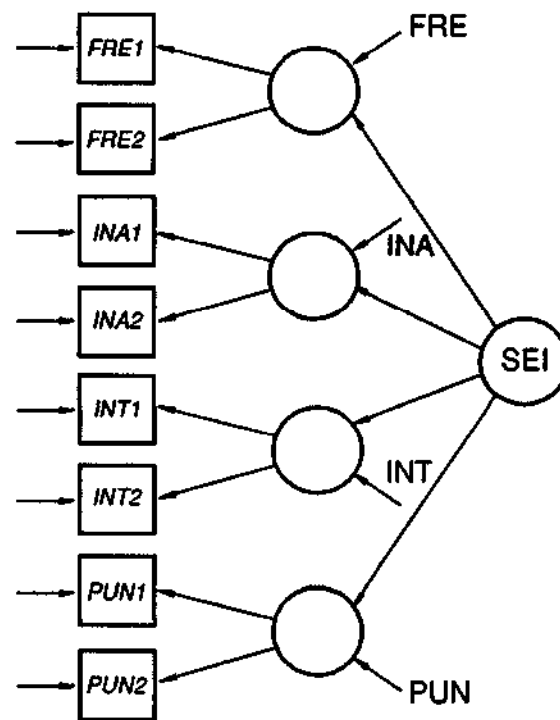 FRE
FRE1
FRE2
INA1
INA
INA2
SEI
INT1
INT
INT2
PUN1
PUN2
PUN